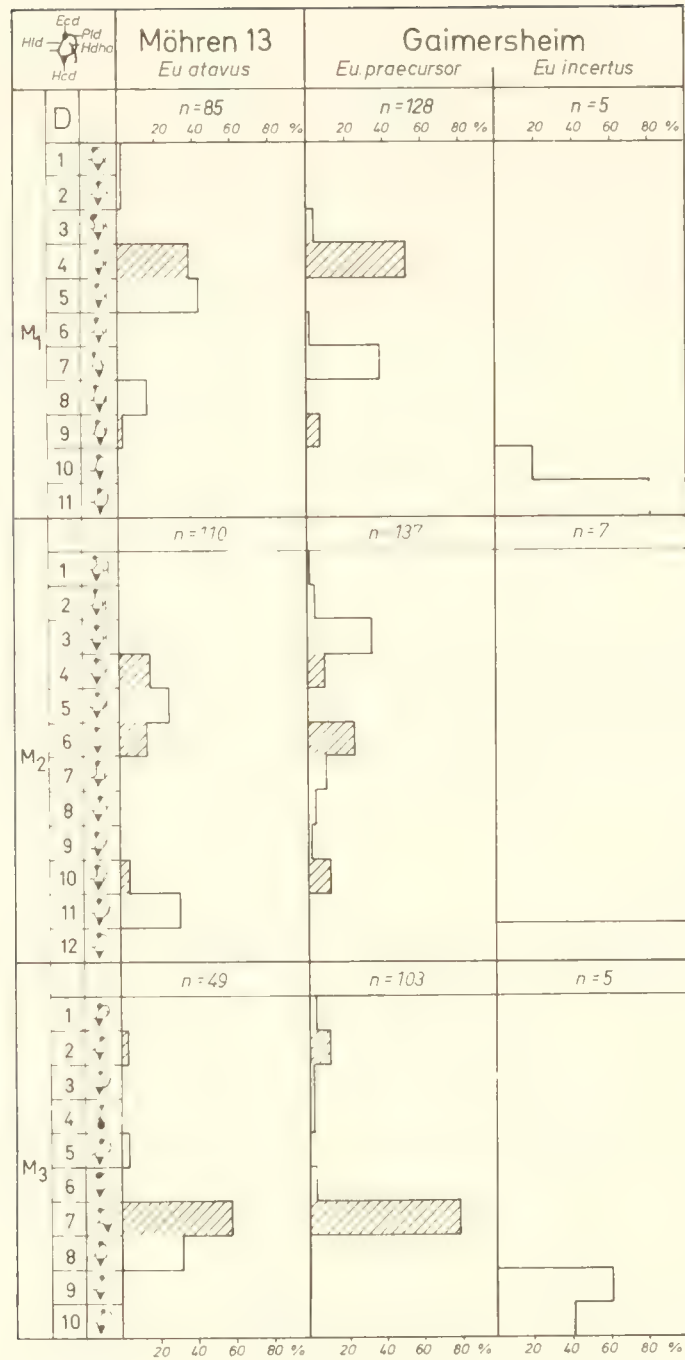 Ecd
Pld
Hld Hdha
Hcd
Möhren 13
Eu atavus
Gaimersheim
Eu. praecursor Eu incertus
D n=85 n=128 n=5
20 40 60 80 % 20 40 60 80 % 20 40 60 80 %
M1
1
2
3
4
5
6
7
8
9
10
11
n=110 n=137 n=7
M2
1
2
3
4
5
6
7
8
9
10
11
12
n=49 n=103 n=5
M3
1
2
3
4
5
6
7
8
9
10
20 40 60 80 % 20 40 60 80 % 20 40 60 80 %